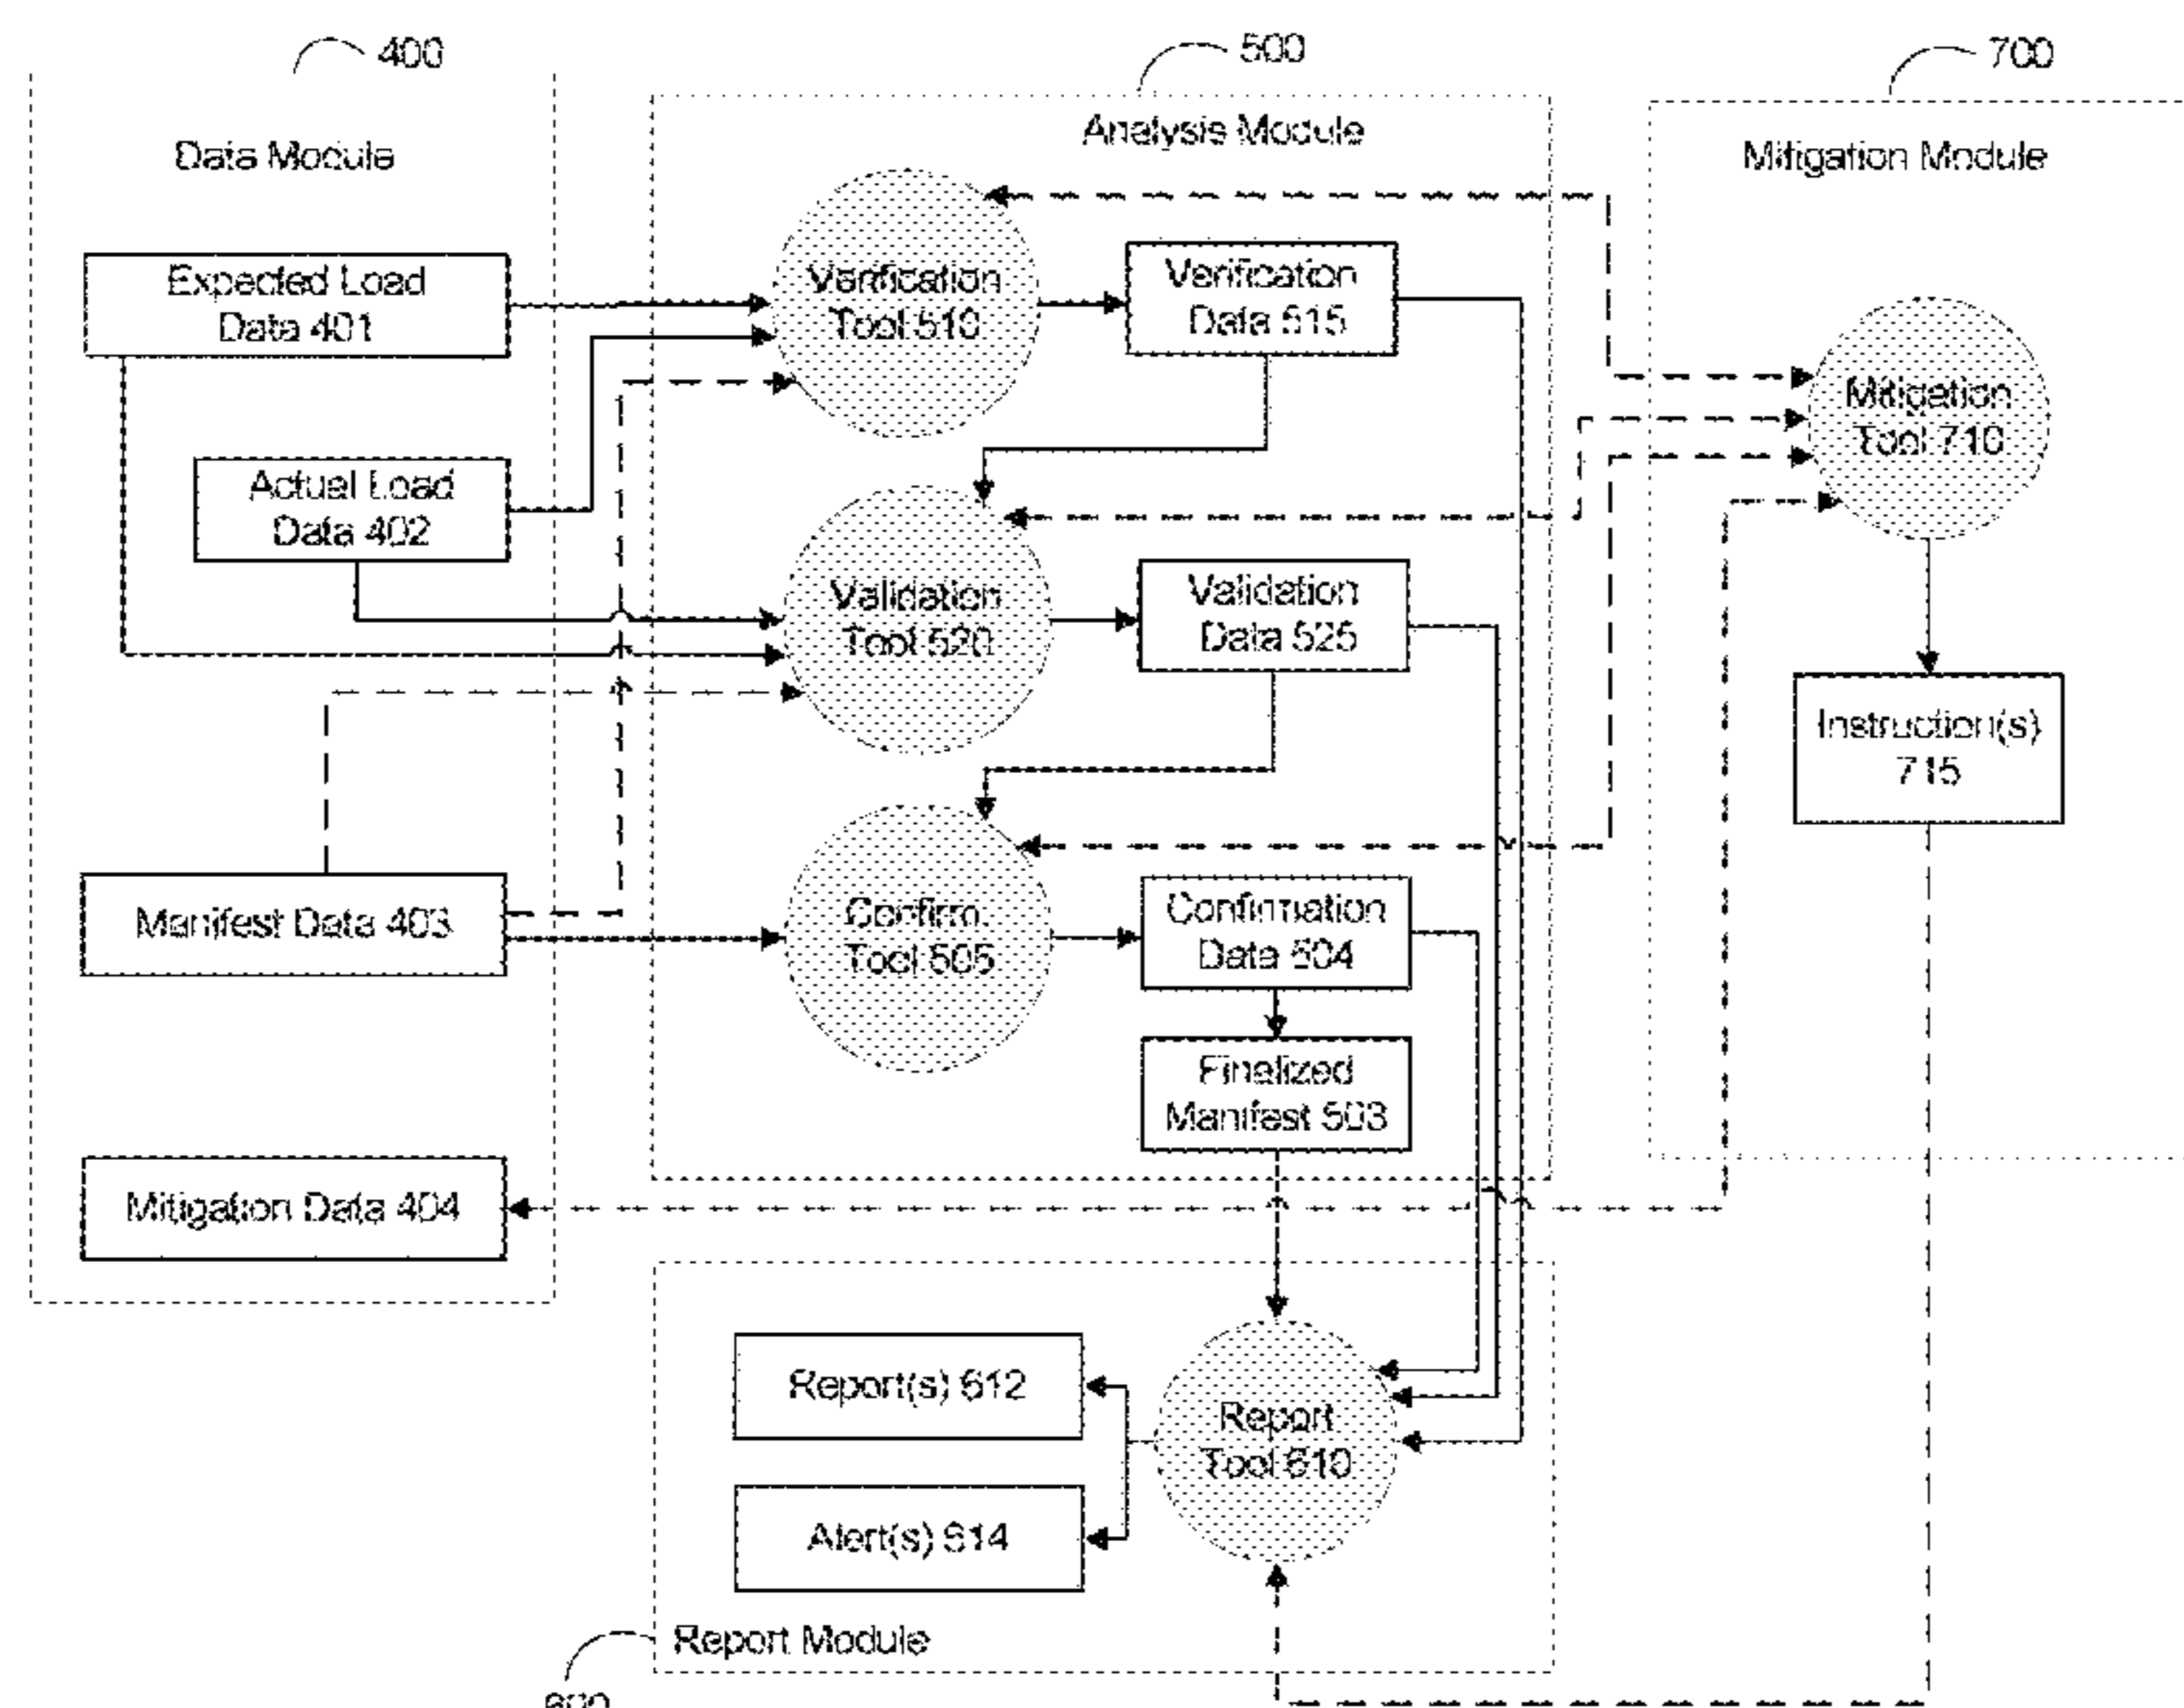 400
500
700
Data Module
Analysis Module
Mitigation Module
Expected Load
Data 401
Verification
Tool 510
Verification
Data 515
Mitigation
Tool 710
Actual Load
Data 402
Validation
Tool 520
Validation
Data 525
Instruction(s)
715
Manifest Data 403
Confirm.
Tool 505
Confirmation
Data 504
Finalized
Manifest 503
Mitigation Data 404
Report(s) 612
Report
Tool 610
Alert(s) 614
Report Module
600